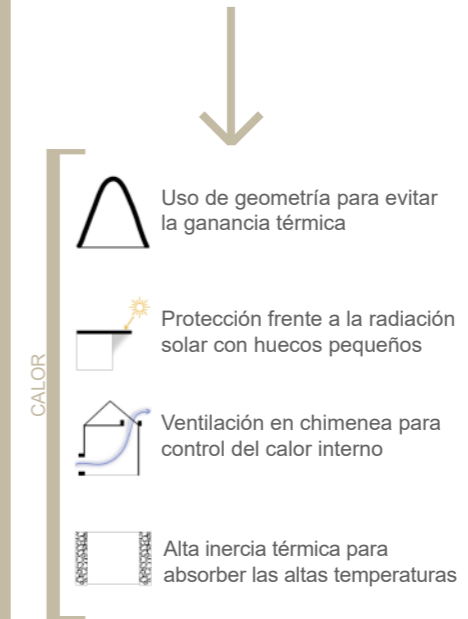 CALOR
Uso de geometría para evitar
la ganancia térmica
Protección frente a la radiación
solar con huecos pequeños
Ventilación en chimenea para
control del calor interno
Alta inercia térmica para
absorber las altas temperaturas